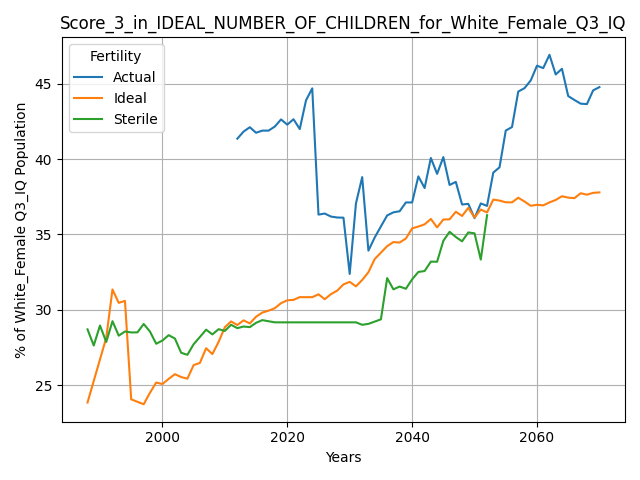 Score_3_in_IDEAL_NUMBER_OF_CHILDREN_for_White_Female_Q3_IQ
Fertility
Actual
Ideal
Sterile
% of White_Female Q3_IQ Population
45
40
35
30
25
2000
2020
2040
2060
Years